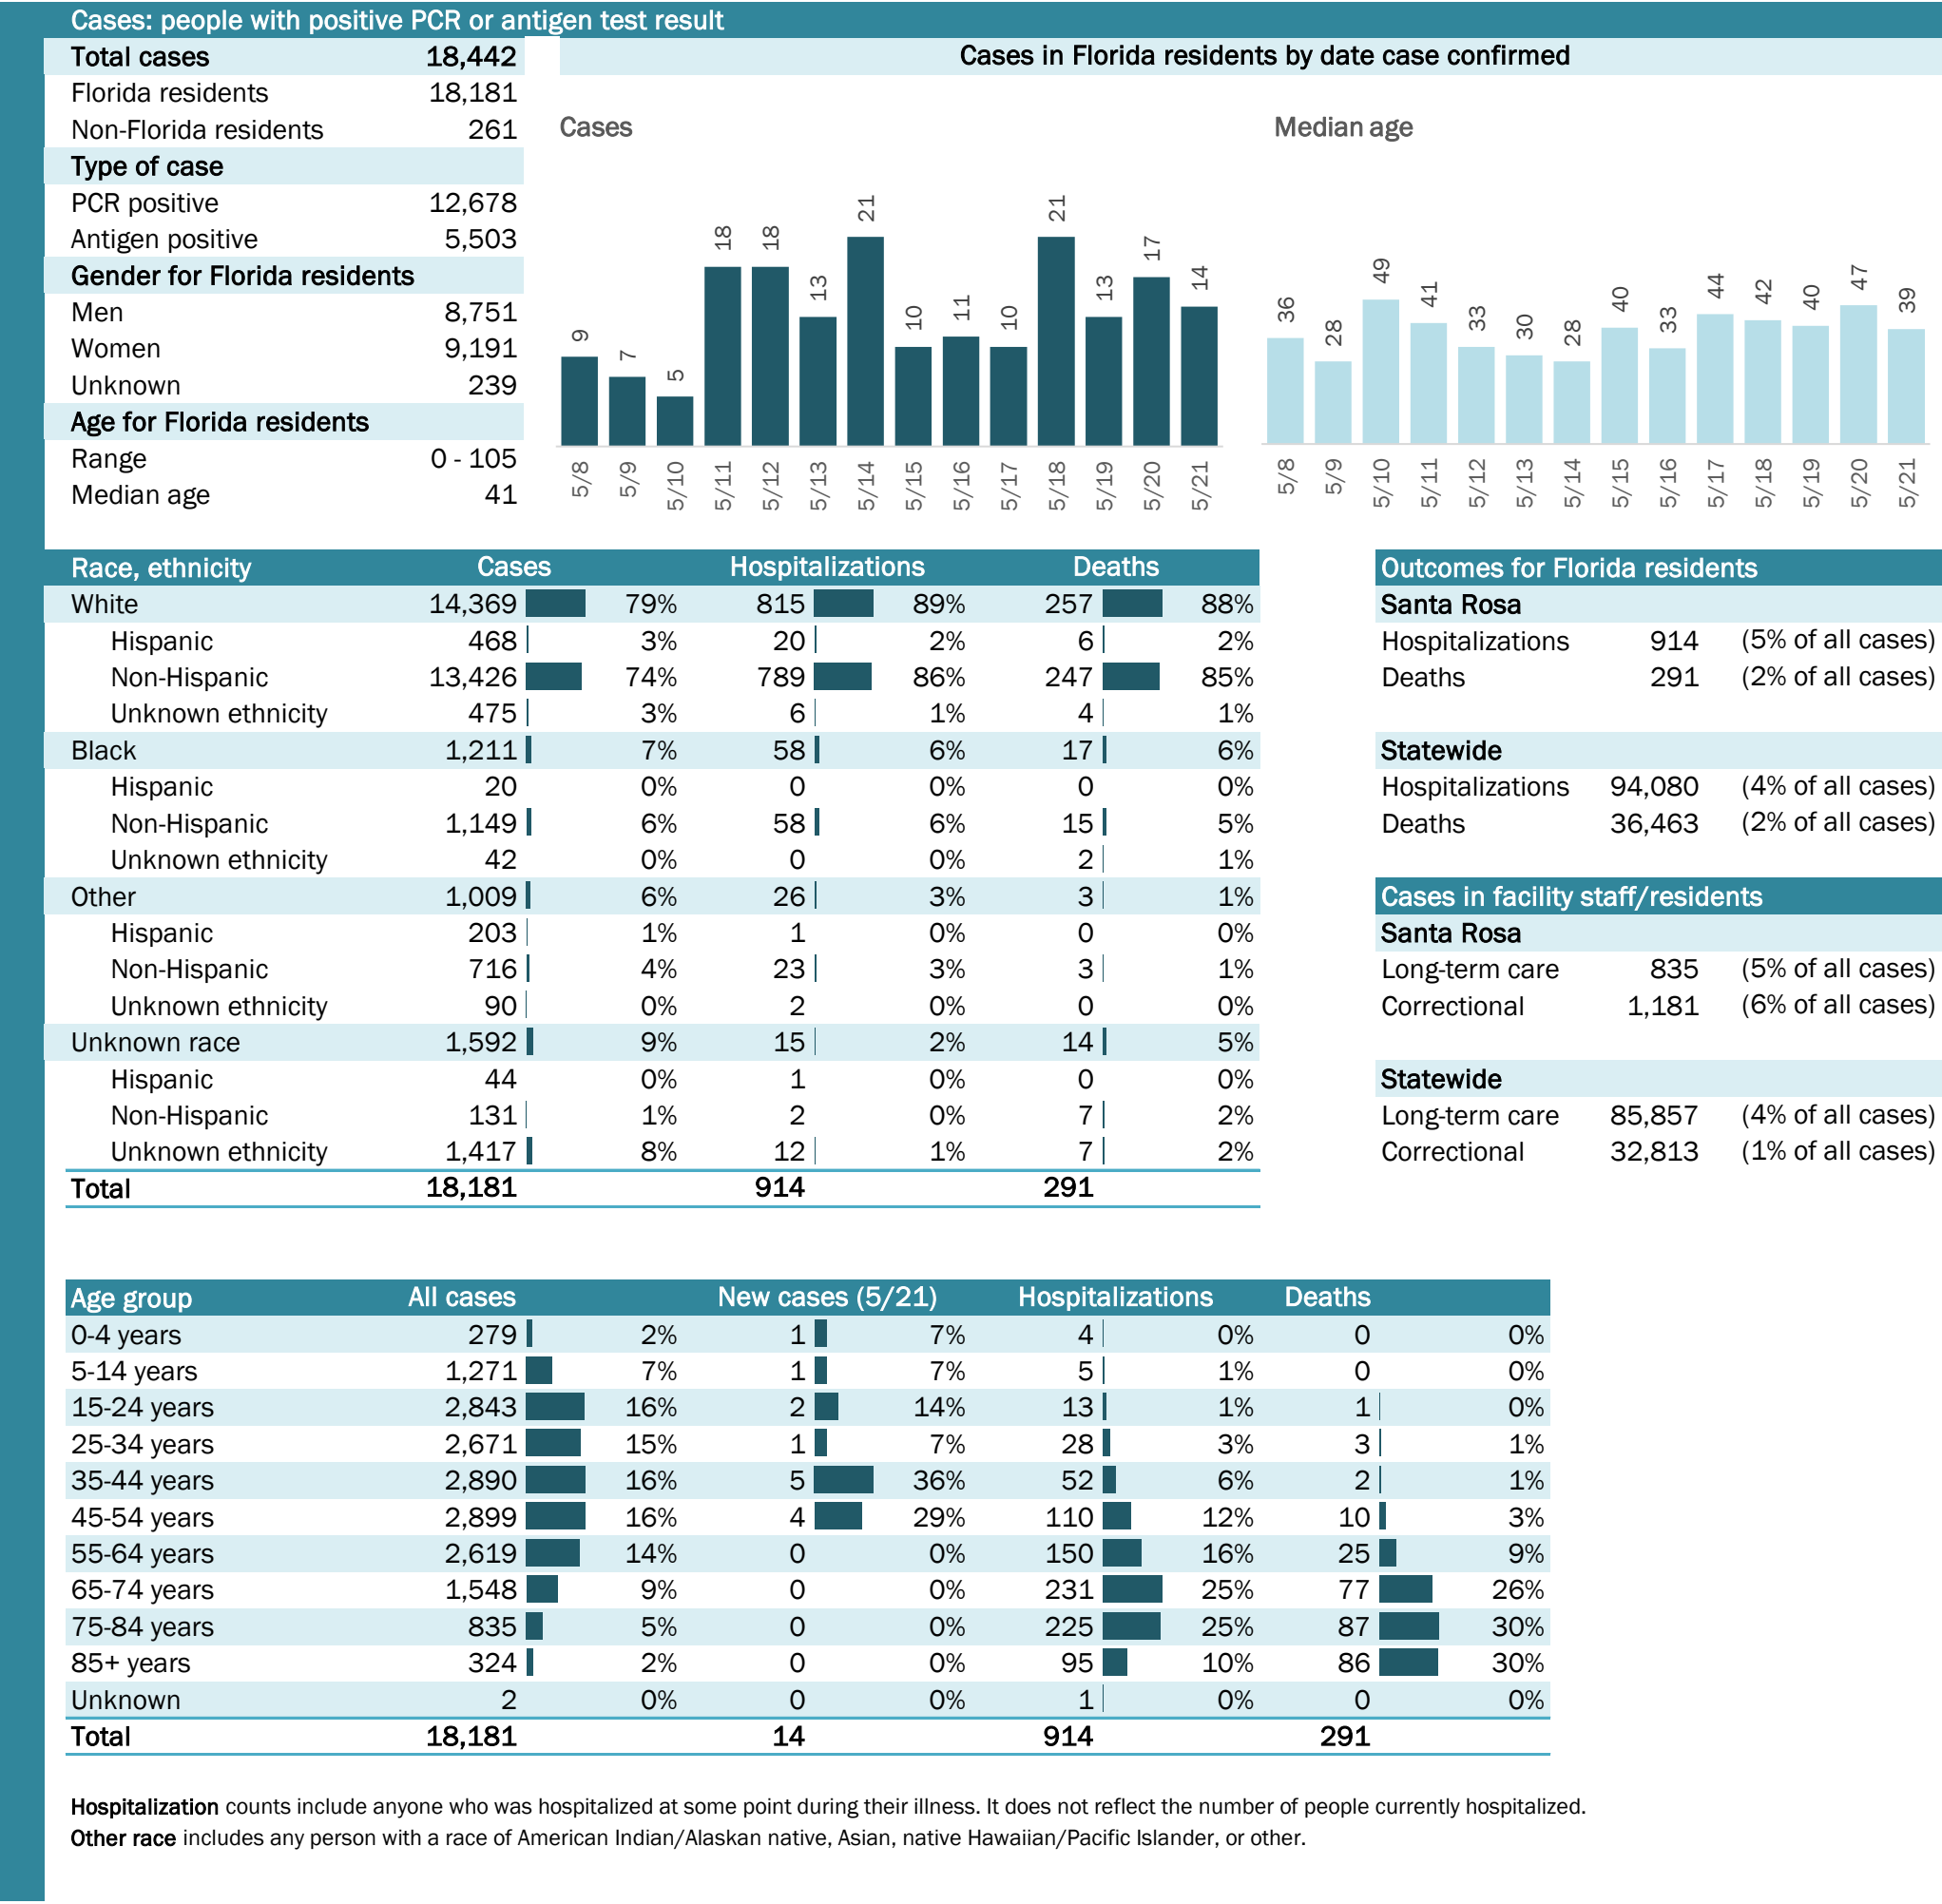 Cases: people with positive PCR or antigen test result
Total cases 18,442
Florida residents 18,181
Non-Florida residents 261
Type of case
PCR positive 12,678
Antigen positive 5,503
Gender for Florida residents
Men 8,751
Women 9,191
Unknown 239
Age for Florida residents
Range 0 - 105
Median age 41
Cases in Florida residents by date case confirmed
Cases
9 7 5 18 18 13 21 10 11 10 21 13 17 14
5/8 5/9 5/10 5/11 5/12 5/13 5/14 5/15 5/16 5/17 5/18 5/19 5/20 5/21
Median age
36 28 49 41 33 30 28 40 33 44 42 40 47 39
5/8 5/9 5/10 5/11 5/12 5/13 5/14 5/15 5/16 5/17 5/18 5/19 5/20 5/21
Race, ethnicity Cases Hospitalizations Deaths
White 14,369 79% 815 89% 257 88%
Hispanic 468 3% 20 2% 6 2%
Non-Hispanic 13,426 74% 789 86% 247 85%
Unknown ethnicity 475 3% 6 1% 4 1%
Black 1,211 7% 58 6% 17 6%
Hispanic 20 0% 0 0% 0 0%
Non-Hispanic 1,149 6% 58 6% 15 5%
Unknown ethnicity 42 0% 0 0% 2 1%
Other 1,009 6% 26 3% 3 1%
Hispanic 203 1% 1 0% 0 0%
Non-Hispanic 716 4% 23 3% 3 1%
Unknown ethnicity 90 0% 2 0% 0 0%
Unknown race 1,592 9% 15 2% 14 5%
Hispanic 44 0% 1 0% 0 0%
Non-Hispanic 131 1% 2 0% 7 2%
Unknown ethnicity 1,417 8% 12 1% 7 2%
Total 18,181 914 291
Outcomes for Florida residents
Santa Rosa
Hospitalizations 914 (5% of all cases)
Deaths 291 (2% of all cases)
Statewide
Hospitalizations 94,080 (4% of all cases)
Deaths 36,463 (2% of all cases)
Cases in facility staff/residents
Santa Rosa
Long-term care 835 (5% of all cases)
Correctional 1,181 (6% of all cases)
Statewide
Long-term care 85,857 (4% of all cases)
Correctional 32,813 (1% of all cases)
Age group All cases New cases (5/21) Hospitalizations Deaths
0-4 years 279 2% 1 7% 4 0% 0 0%
5-14 years 1,271 7% 1 7% 5 1% 0 0%
15-24 years 2,843 16% 2 14% 13 1% 1 0%
25-34 years 2,671 15% 1 7% 28 3% 3 1%
35-44 years 2,890 16% 5 36% 52 6% 2 1%
45-54 years 2,899 16% 4 29% 110 12% 10 3%
55-64 years 2,619 14% 0 0% 150 16% 25 9%
65-74 years 1,548 9% 0 0% 231 25% 77 26%
75-84 years 835 5% 0 0% 225 25% 87 30%
85+ years 324 2% 0 0% 95 10% 86 30%
Unknown 2 0% 0 0% 1 0% 0 0%
Total 18,181 14 914 291
Hospitalization counts include anyone who was hospitalized at some point during their illness. It does not reflect the number of people currently hospitalized.
Other race includes any person with a race of American Indian/Alaskan native, Asian, native Hawaiian/Pacific Islander, or other.